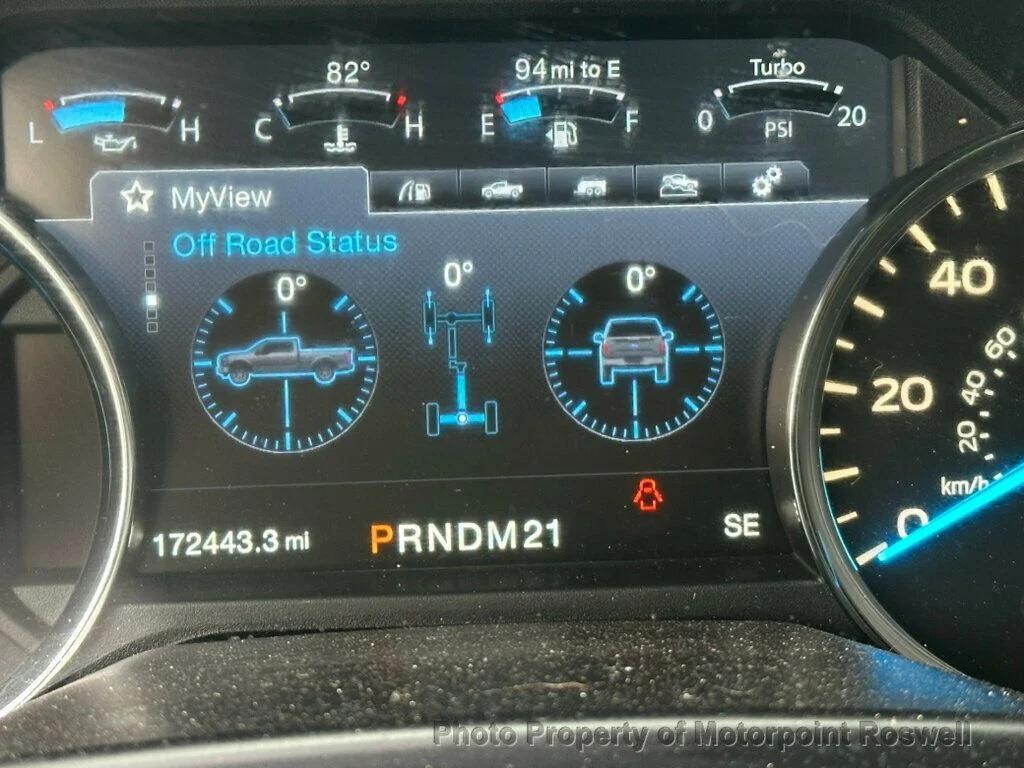 82°
94 mi to E
Turbo
L H
C H
E F
0 20
PSI
MyView
Off Road Status
0° 0° 0°
172443.3 mi
PRNDM21
SE
40
20
0
60
40
20
km/h
Photo Property of Motorpoint Roswell